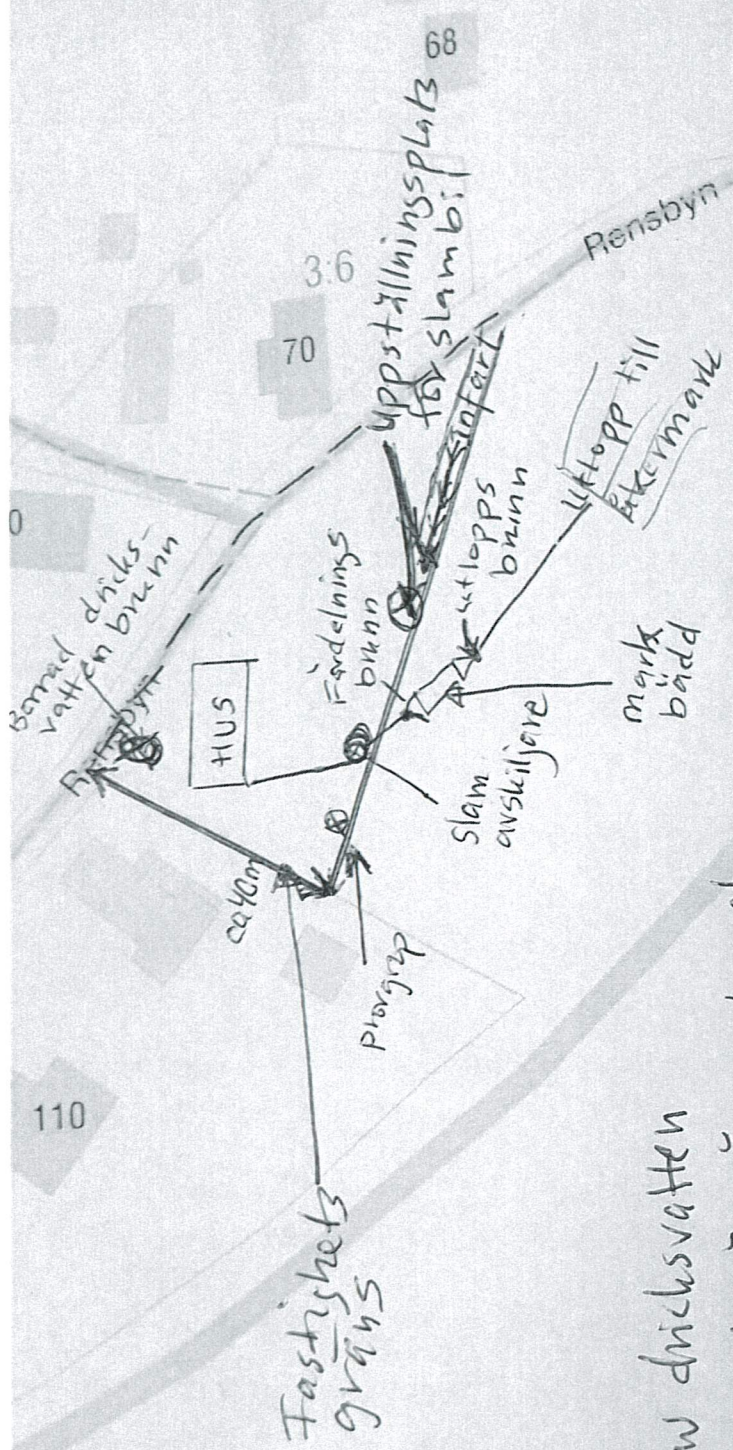 68
uppställningsplats
för slambil
3:6
70
Rensbyn
infart
utlopp till
åkermark
0
Borrad dricks-
vatten brunn
Fördelnings
brunn
utlopps
brunn
HUS
mark
bädd
slam
avskiljare
ca 40m
provgrop
110
Fastighets
gräns
dricksvatten